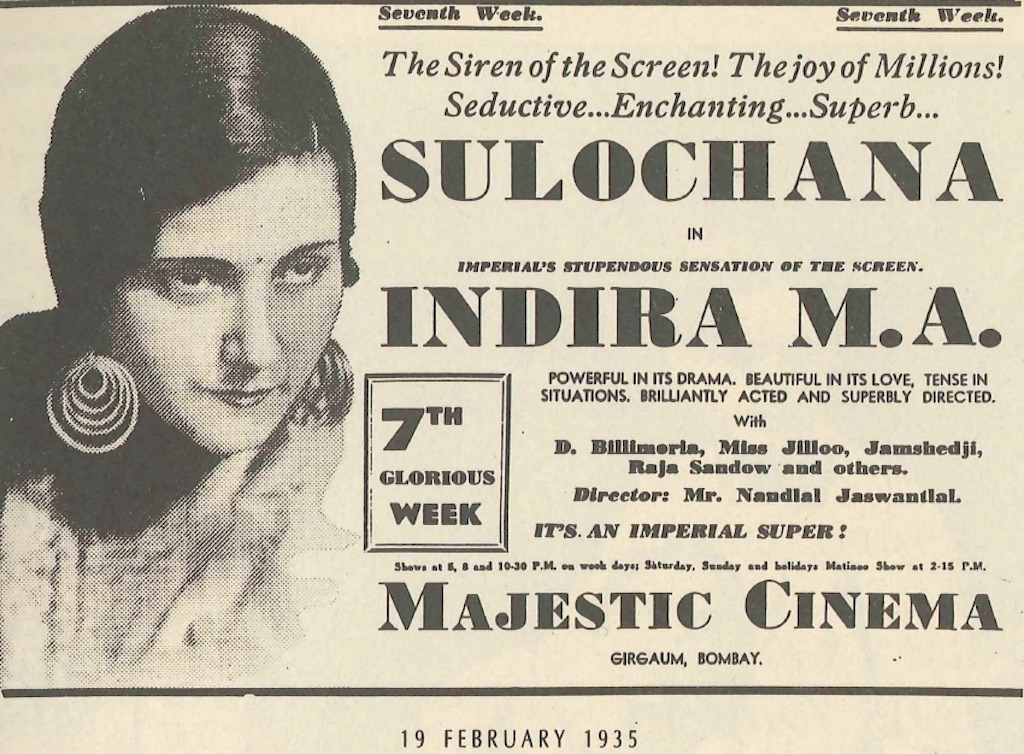 Seventh Week. Seventh Week.
The Siren of the Screen! The joy of Millions!
Seductive...Enchanting...Superb...
SULOCHANA
IN
IMPERIAL'S STUPENDOUS SENSATION OF THE SCREEN.
INDIRA M.A.
POWERFUL IN ITS DRAMA. BEAUTIFUL IN ITS LOVE, TENSE IN
SITUATIONS. BRILLIANTLY ACTED AND SUPERBLY DIRECTED.
With
D. Billimoria, Miss Jilloo, Jamshedji,
Raja Sandow and others.
Director: Mr. Nandlal Jaswantlal.
7TH
GLORIOUS
WEEK
IT'S. AN IMPERIAL SUPER!
Shows at 5, 8 and 10-30 P.M. on week days; Saturday, Sunday and holidays Matinee Show at 2-15 P.M.
MAJESTIC CINEMA
GIRGAUM, BOMBAY.
19 FEBRUARY 1935